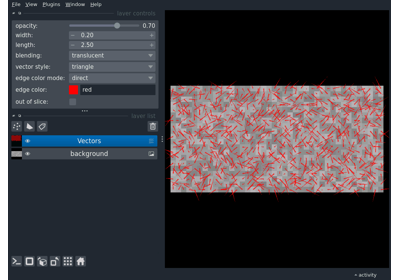 File View Plugins Window Help
layer controls
opacity: 0.70
width: 0.20
length: 2.50
blending: translucent
vector style: triangle
edge color mode: direct
edge color: red
out of slice:
layer list
Vectors
background
activity